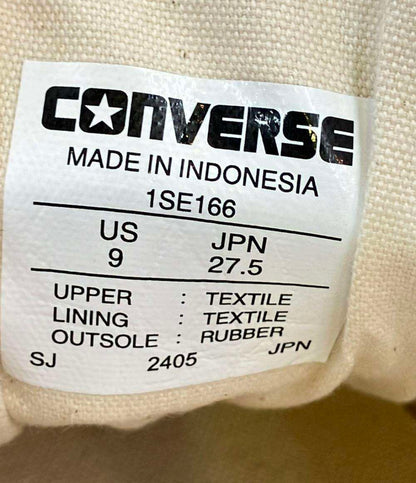 CONVERSE
MADE IN INDONESIA
1SE166
US JPN
9 27.5
UPPER : TEXTILE
LINING : TEXTILE
OUTSOLE : RUBBER
SJ 2405 JPN